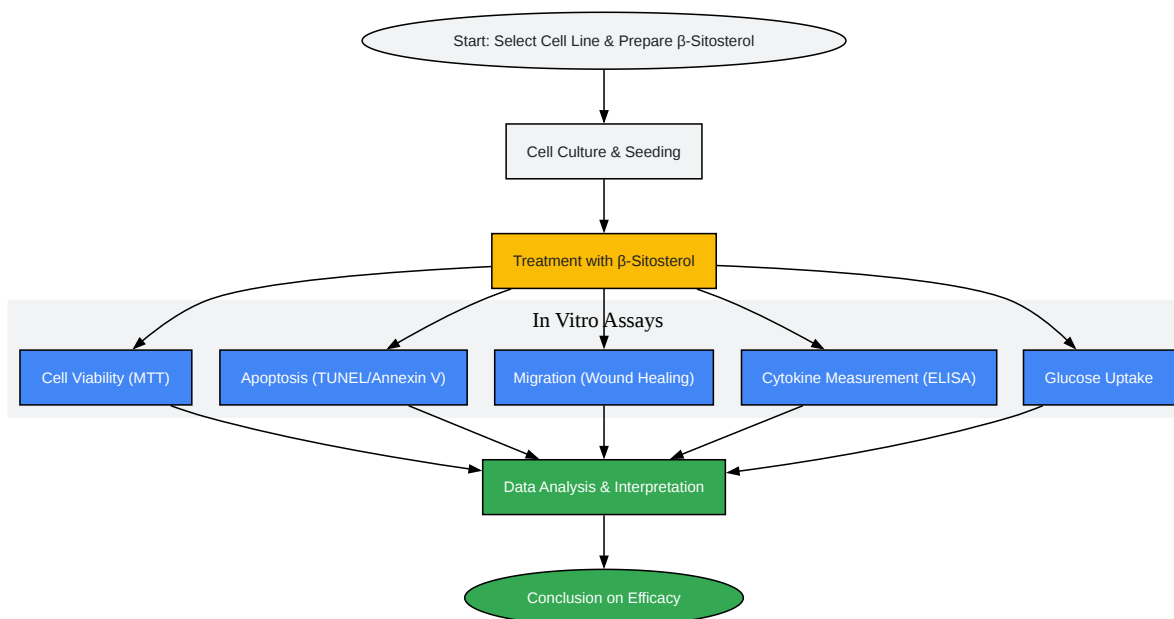 Start: Select Cell Line & Prepare β-Sitosterol
Cell Culture & Seeding
Treatment with β-Sitosterol
In Vitro Assays
Cell Viability (MTT)
Apoptosis (TUNEL/Annexin V)
Migration (Wound Healing)
Cytokine Measurement (ELISA)
Glucose Uptake
Data Analysis & Interpretation
Conclusion on Efficacy